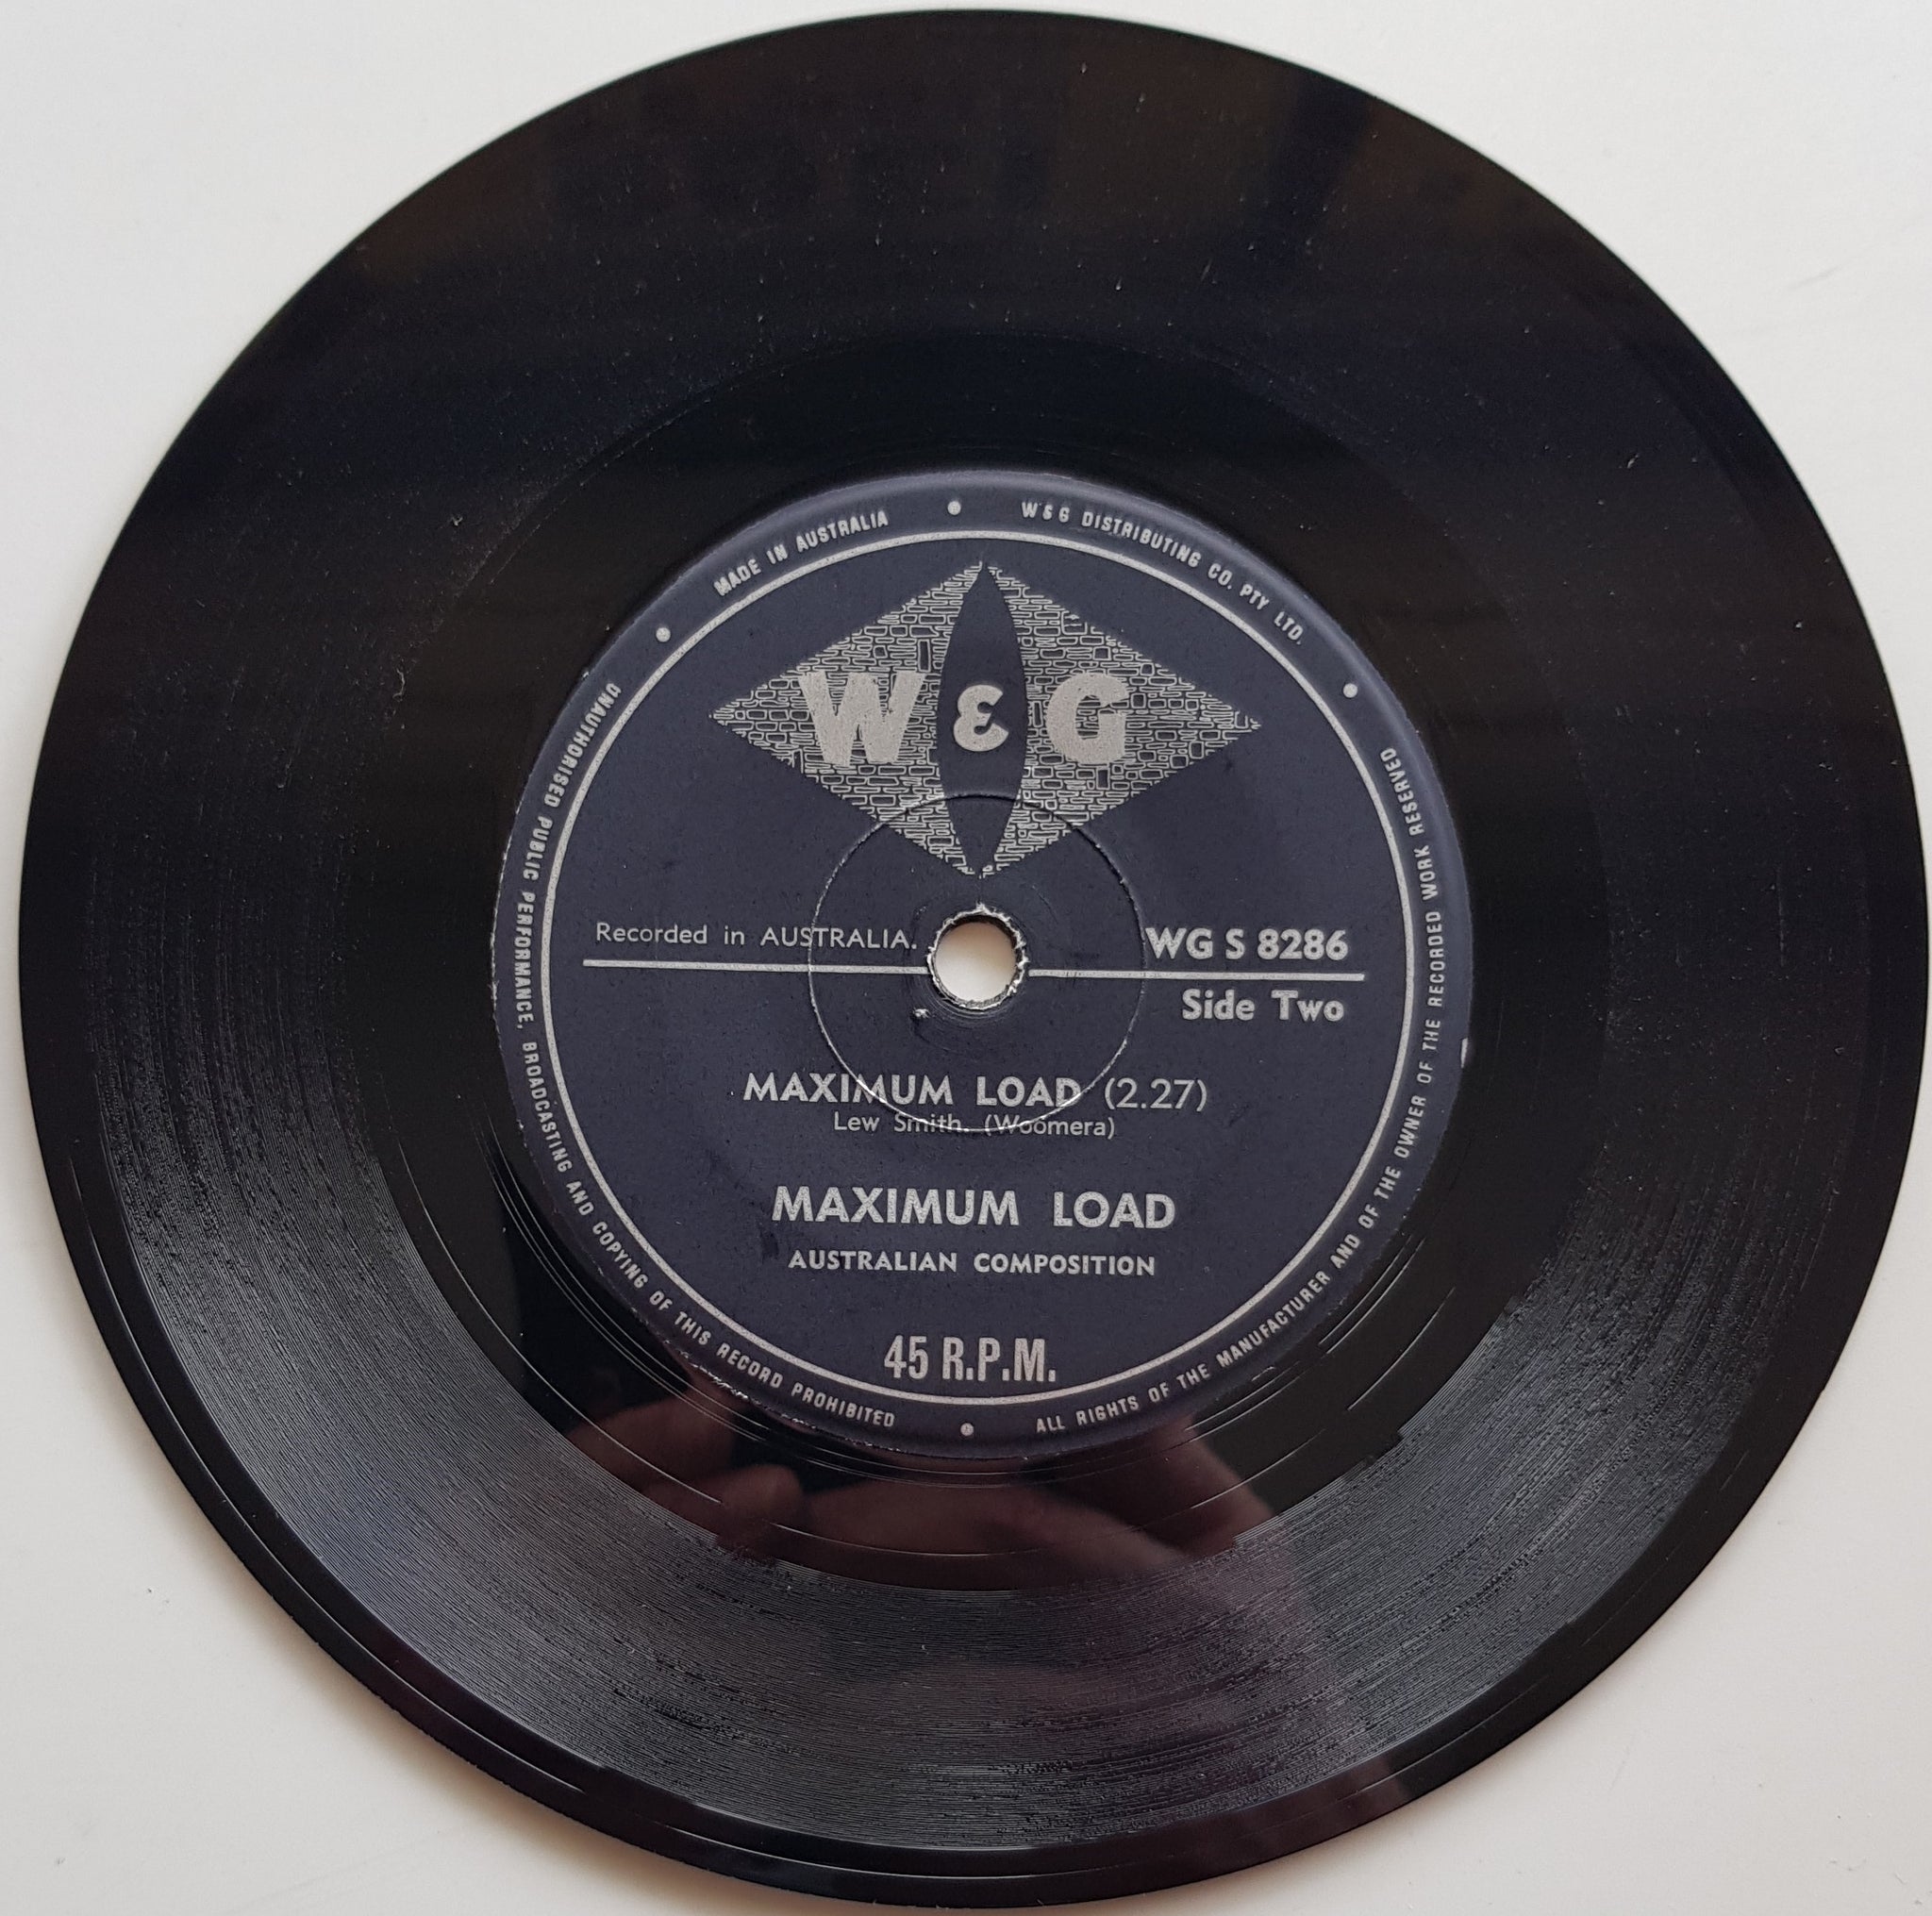 MADE IN AUSTRALIA
W & G DISTRIBUTING CO. PTY LTD.
W & G
Recorded in AUSTRALIA.
WG S 8286
Side Two
MAXIMUM LOAD (2.27)
Lew Smith. (Woomera)
MAXIMUM LOAD
AUSTRALIAN COMPOSITION
45 R.P.M.
UNAUTHORISED PUBLIC PERFORMANCE, BROADCASTING AND COPYING OF THIS RECORD PROHIBITED
ALL RIGHTS OF THE MANUFACTURER AND OF THE OWNER OF THE RECORDED WORK RESERVED